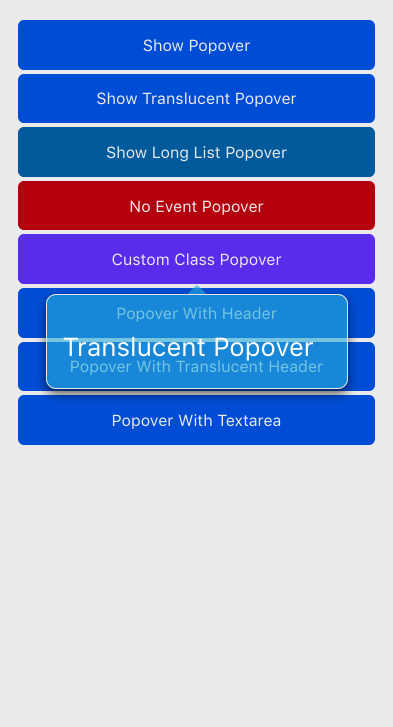 Show Popover
Show Translucent Popover
Show Long List Popover
No Event Popover
Custom Class Popover
Popover With Header
Translucent Popover
Popover With Translucent Header
Popover With Textarea